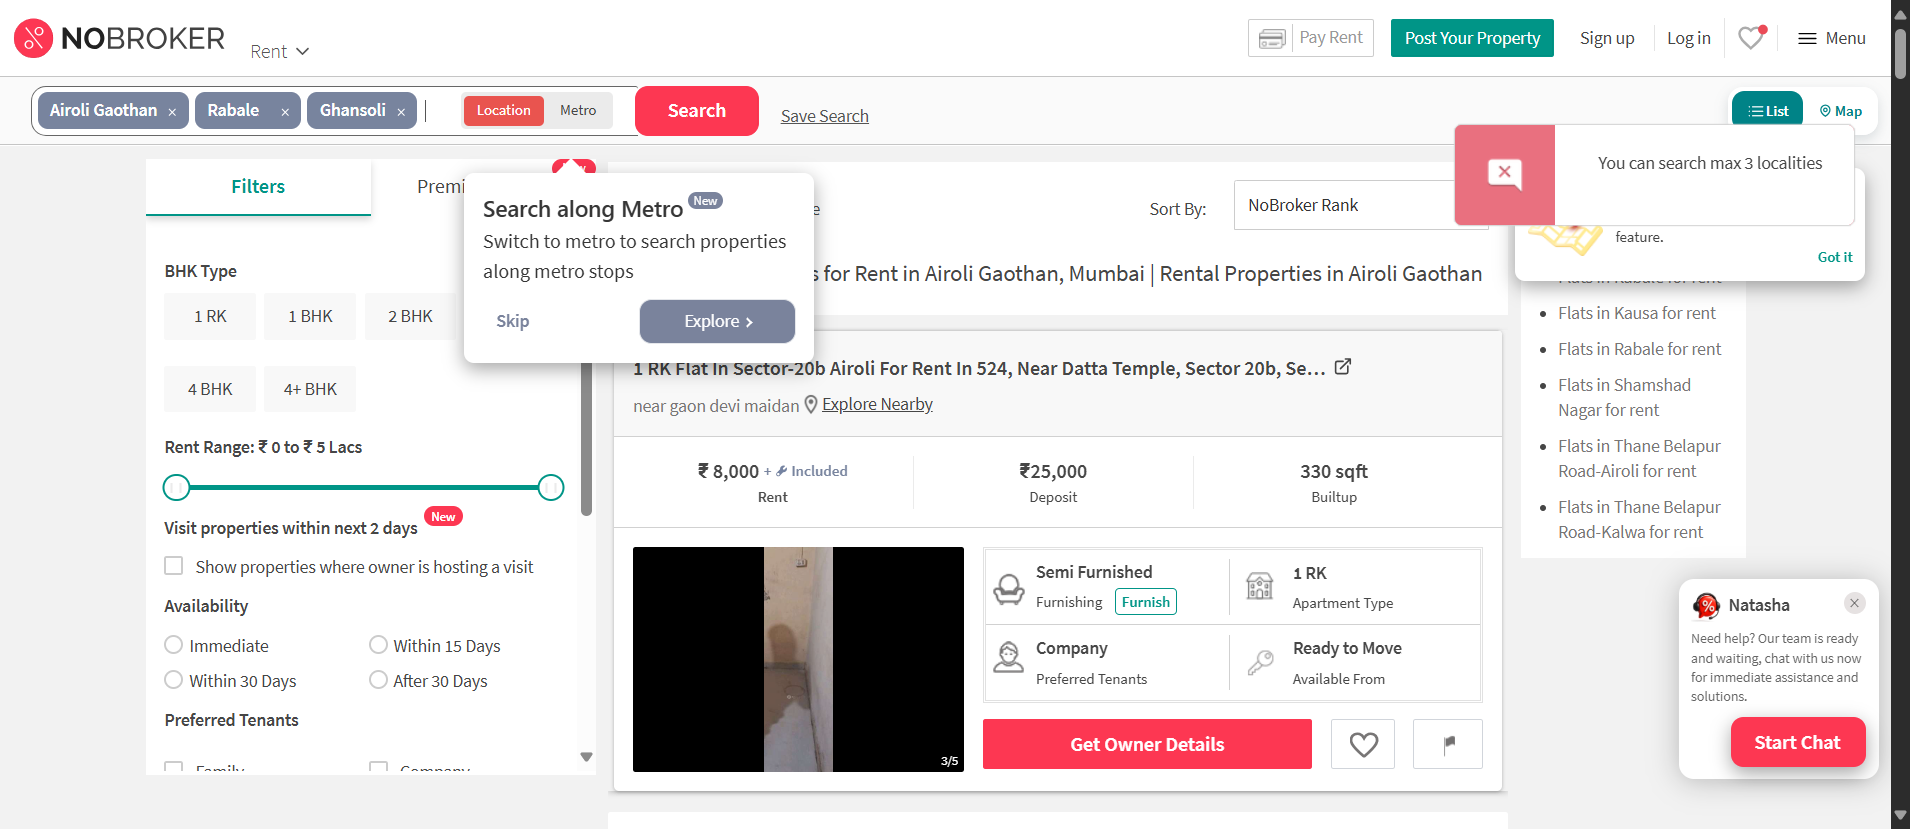 NOBROKER
Rent
Pay Rent
Post Your Property
Sign up
Log in
Menu
Airoli Gaothan ×
Rabale ×
Ghansoli ×
Location
Metro
Search
Save Search
List
Map
You can search max 3 localities
feature.
Got it
Filters
Premi
Search along Metro New
Switch to metro to search properties
along metro stops
Skip
Explore >
e
Sort By:
NoBroker Rank
s for Rent in Airoli Gaothan, Mumbai | Rental Properties in Airoli Gaothan
BHK Type
1 RK
1 BHK
2 BHK
4 BHK
4+ BHK
Rent Range: ₹ 0 to ₹ 5 Lacs
Visit properties within next 2 days New
Show properties where owner is hosting a visit
Availability
Immediate
Within 15 Days
Within 30 Days
After 30 Days
Preferred Tenants
Family
Company
1 RK Flat In Sector-20b Airoli For Rent In 524, Near Datta Temple, Sector 20b, Se...
near gaon devi maidan
Explore Nearby
₹ 8,000 + Included
Rent
₹25,000
Deposit
330 sqft
Builtup
3/5
Semi Furnished
Furnishing
Furnish
1 RK
Apartment Type
Company
Preferred Tenants
Ready to Move
Available From
Get Owner Details
Flats in Rabale for rent
Flats in Kausa for rent
Flats in Rabale for rent
Flats in Shamshad
Nagar for rent
Flats in Thane Belapur
Road-Airoli for rent
Flats in Thane Belapur
Road-Kalwa for rent
Natasha
Need help? Our team is ready
and waiting, chat with us now
for immediate assistance and
solutions.
Start Chat